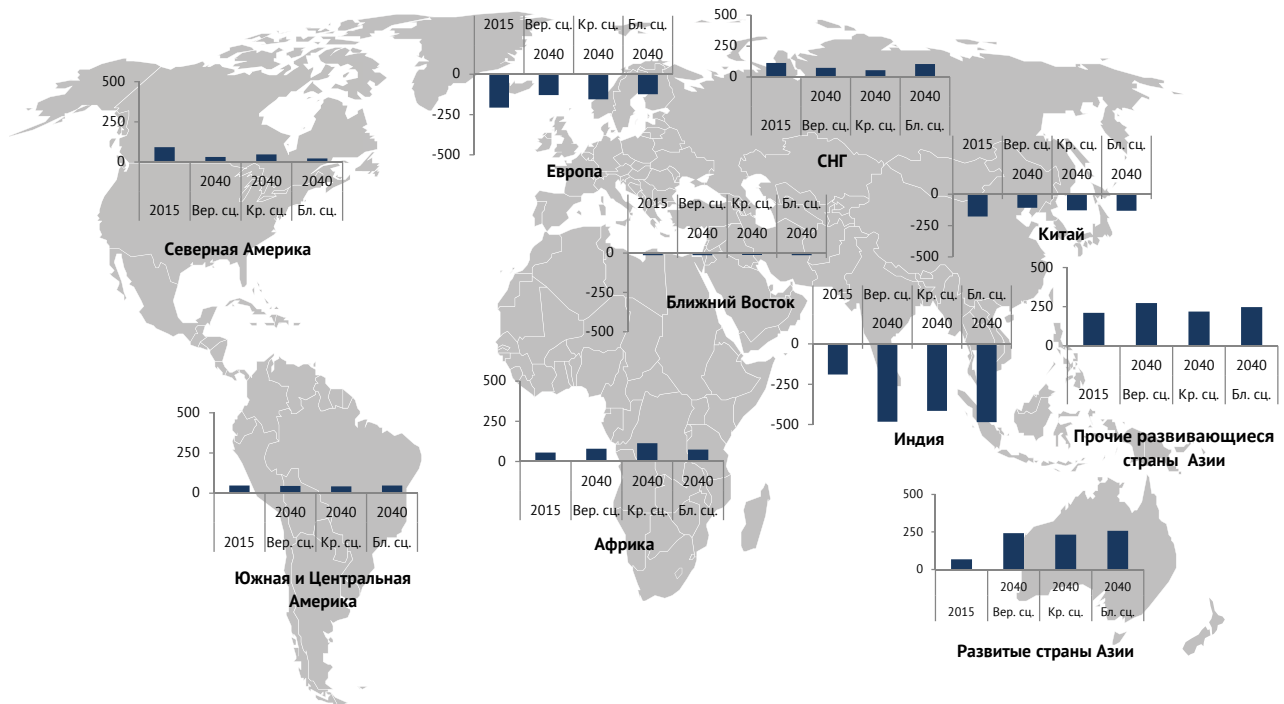 500
250
0
2040
2040
2040
2015
Вер. сц.
Кр. сц.
Бл. сц.
Северная Америка
2015
Вер. сц.
Кр. сц.
Бл. сц.
2040
2040
2040
0
-250
-500
Европа
500
250
0
2040
2040
2040
2015
Вер. сц.
Кр. сц.
Бл. сц.
СНГ
2015
Вер. сц.
Кр. сц.
Бл. сц.
2040
2040
2040
0
-250
-500
Китай
2015
Вер. сц.
Кр. сц.
Бл. сц.
2040
2040
2040
0
-250
-500
Ближний Восток
2015
Вер. сц.
Кр. сц.
Бл. сц.
2040
2040
2040
0
-250
-500
Индия
500
250
0
2040
2040
2040
2015
Вер. сц.
Кр. сц.
Бл. сц.
Прочие развивающиеся
страны Азии
500
250
0
2040
2040
2040
2015
Вер. сц.
Кр. сц.
Бл. сц.
Южная и Центральная
Америка
500
250
0
2040
2040
2040
2015
Вер. сц.
Кр. сц.
Бл. сц.
Африка
500
250
0
2040
2040
2040
2015
Вер. сц.
Кр. сц.
Бл. сц.
Развитые страны Азии